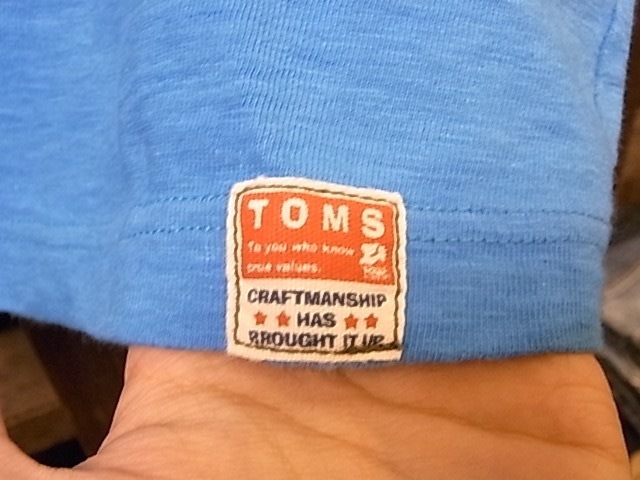 TOMS
To you who know
true values.
CRAFTMANSHIP
HAS
BROUGHT IT UP